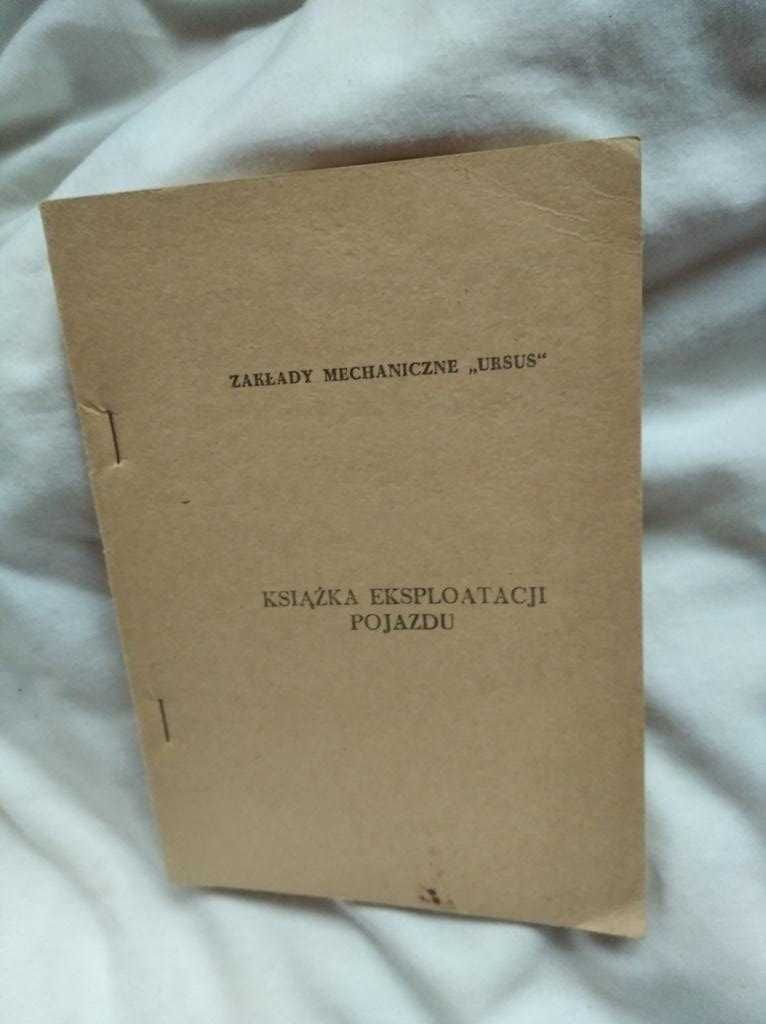 ZAKŁADY MECHANICZNE „URSUS“
KSIĄŻKA EKSPLOATACJI
POJAZDU